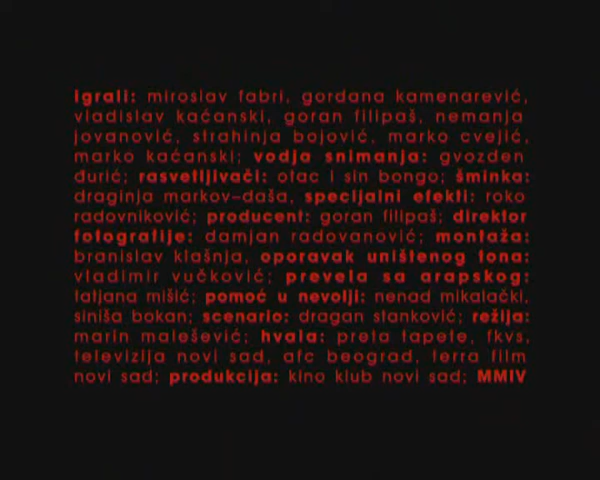 igrali: miroslav fabri, gordana kamenarević,
vladislav kaćanski, goran filipaš, nemanja
jovanović, strahinja bojović, marko cvejić,
marko kaćanski; vodja snimanja: gvozden
đurić; rasvetljivači: otac i sin bongo; šminka:
draginja markov–daša, specijalni efekti: roko
radovniković; producent: goran filipaš; direktor
fotografije: damjan radovanović; montaža:
branislav klašnja, oporavak uništenog tona:
vladimir vučković; prevela sa arapskog:
tatjana mišić; pomoć u nevolji: nenad mikalački,
siniša bokan; scenario: dragan stanković; režija:
marin malešević; hvala: preta tapete, fkvs,
televizija novi sad, afc beograd, terra film
novi sad; produkcija: kino klub novi sad; MMIV